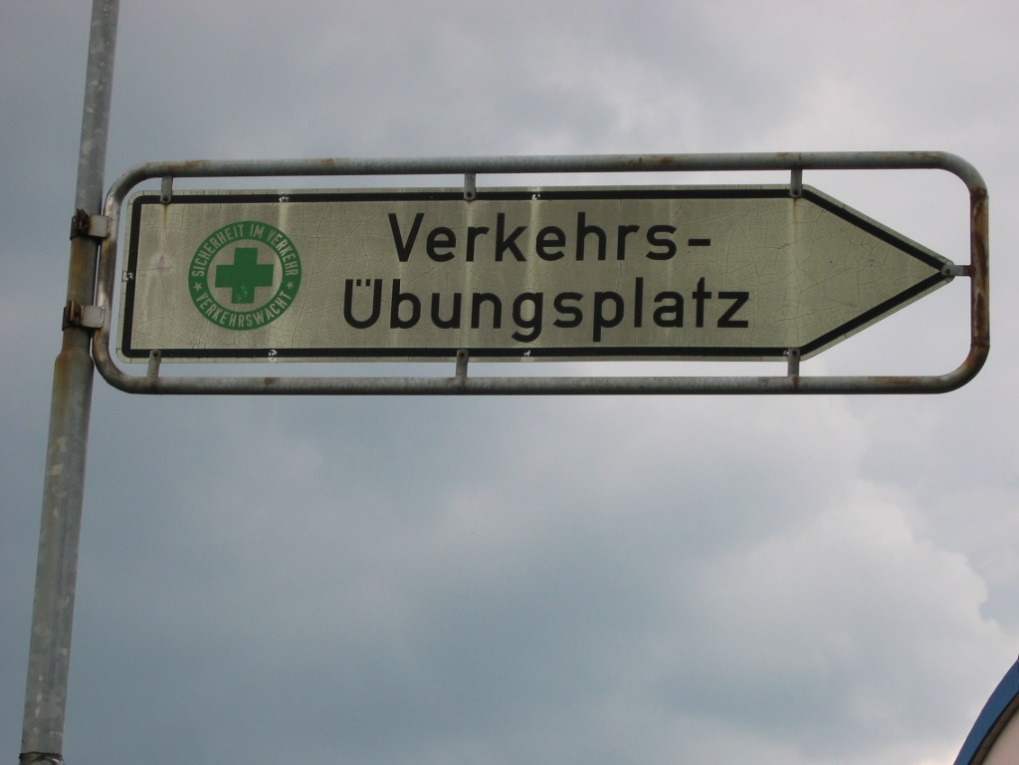 SICHERHEIT IM VERKEHR
VERKEHRSWACHT
Verkehrs-
Übungsplatz